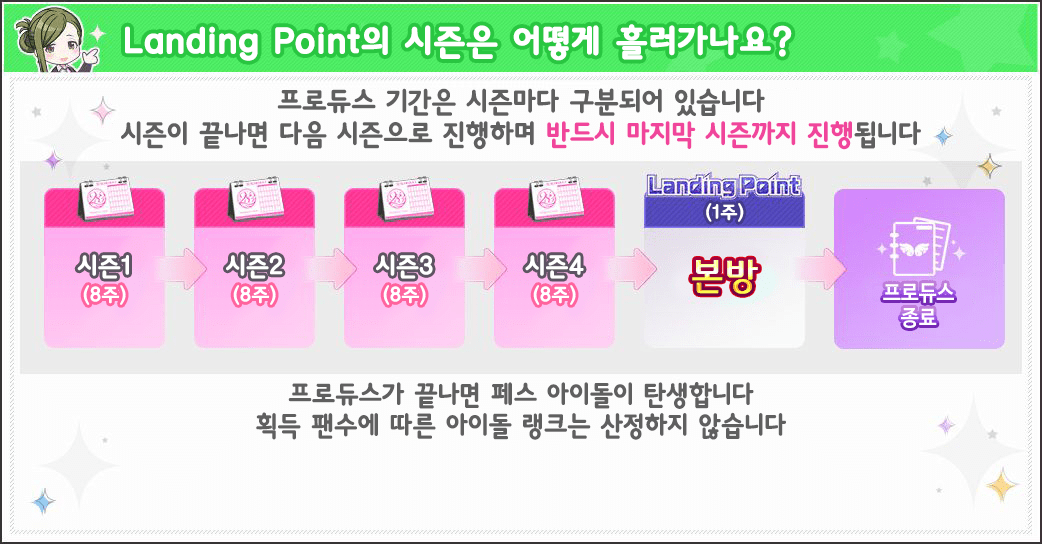 Landing Point의 시즌은 어떻게 흘러가나요?
프로듀스 기간은 시즌마다 구분되어 있습니다
시즌이 끝나면 다음 시즌으로 진행하며 반드시 마지막 시즌까지 진행됩니다
시즌1
(8주)
시즌2
(8주)
시즌3
(8주)
시즌4
(8주)
Landing Point
(1주)
본방
프로듀스
종료
프로듀스가 끝나면 페스 아이돌이 탄생합니다
획득 팬수에 따른 아이돌 랭크는 산정하지 않습니다